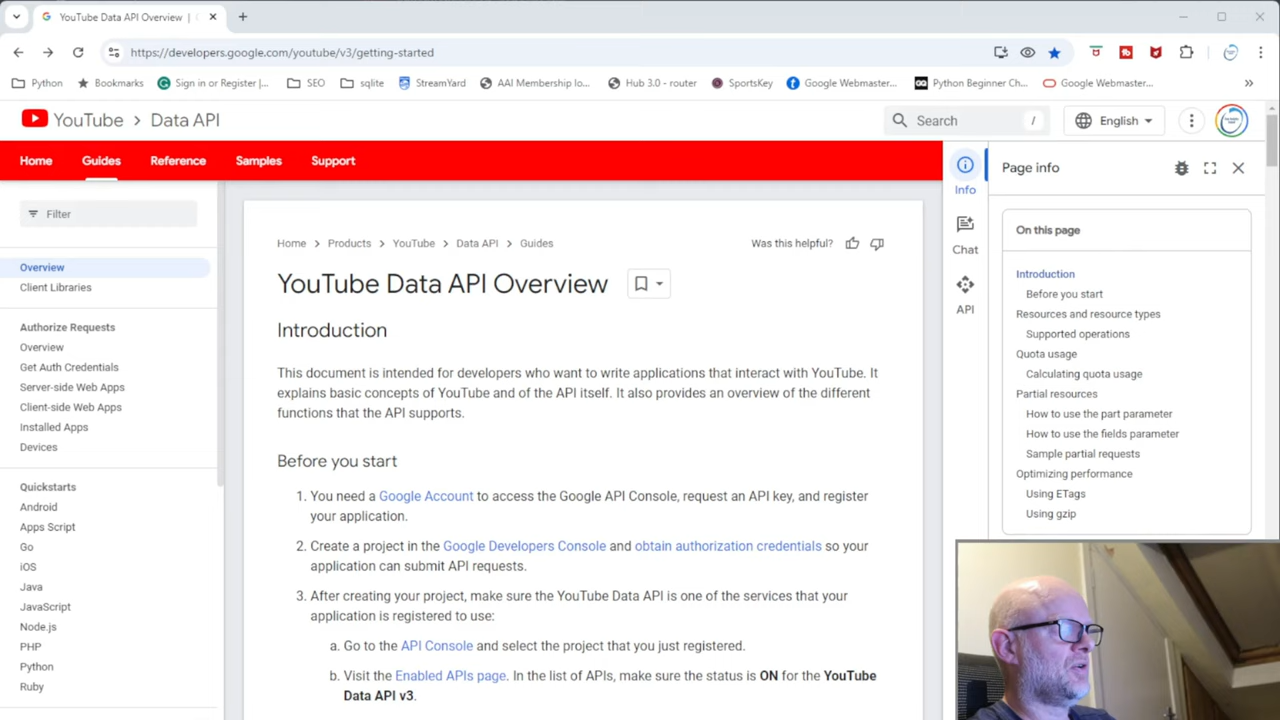 YouTube Data API Overview |
https://developers.google.com/youtube/v3/getting-started
Python
Bookmarks
Sign in or Register |...
SEO
sqlite
StreamYard
AAI Membership lo...
Hub 3.0 - router
SportsKey
Google Webmaster...
Python Beginner Ch...
Google Webmaster...
»
YouTube > Data API
Search /
English
Home Guides Reference Samples Support
Filter
Overview
Client Libraries
Authorize Requests
Overview
Get Auth Credentials
Server-side Web Apps
Client-side Web Apps
Installed Apps
Devices
Quickstarts
Android
Apps Script
Go
iOS
Java
JavaScript
Node.js
PHP
Python
Ruby
Home > Products > YouTube > Data API > Guides
Was this helpful?
YouTube Data API Overview
Introduction
This document is intended for developers who want to write applications that interact with YouTube. It
explains basic concepts of YouTube and of the API itself. It also provides an overview of the different
functions that the API supports.
Before you start
1. You need a Google Account to access the Google API Console, request an API key, and register
your application.
2. Create a project in the Google Developers Console and obtain authorization credentials so your
application can submit API requests.
3. After creating your project, make sure the YouTube Data API is one of the services that your
application is registered to use:
a. Go to the API Console and select the project that you just registered.
b. Visit the Enabled APIs page. In the list of APIs, make sure the status is ON for the YouTube
Data API v3.
Info
Chat
API
Page info
On this page
Introduction
Before you start
Resources and resource types
Supported operations
Quota usage
Calculating quota usage
Partial resources
How to use the part parameter
How to use the fields parameter
Sample partial requests
Optimizing performance
Using ETags
Using gzip